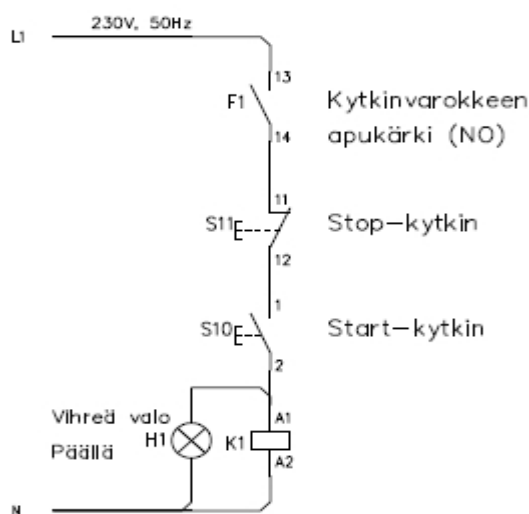 230V, 50Hz
L1
13
F1
Kytkinvarokkeen
14
apukärki (NO)
11
S11
Stop-kytkin
12
1
S10
Start-kytkin
2
Vihreä valo
A1
H1
K1
Päällä
A2
N